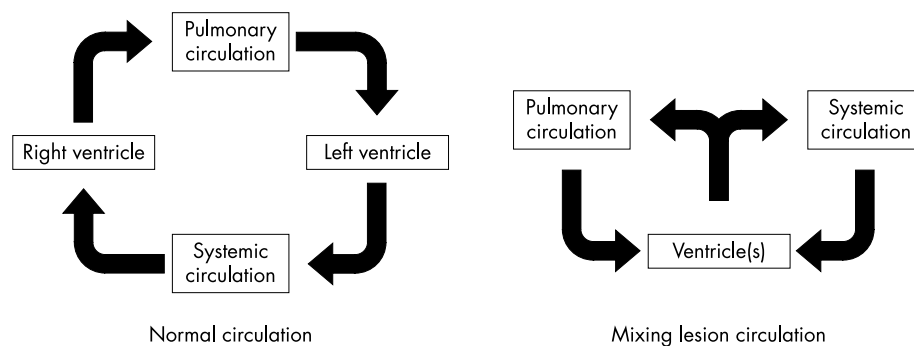 Pulmonary
circulation
Right ventricle
Left ventricle
Systemic
circulation
Normal circulation
Pulmonary
circulation
Systemic
circulation
Ventricle(s)
Mixing lesion circulation